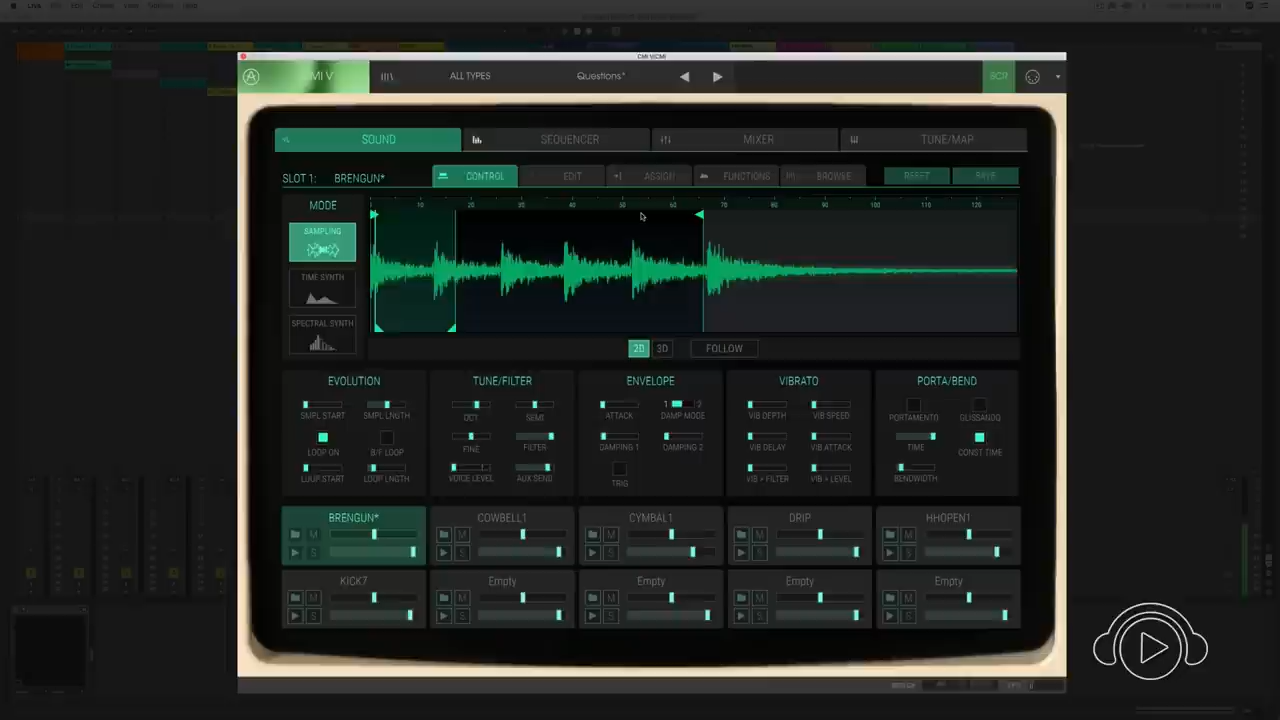 Live
CMI V/CMI
MI V
ALL TYPES
Questions*
SCR
SOUND
SEQUENCER
MIXER
TUNE/MAP
SLOT 1: BRENGUN*
CONTROL
EDIT
ASSIGN
FUNCTIONS
BROWSE
RESET
SAVE
MODE
10 20 30 40 50 60 70 80 90 100 110 120
SAMPLING
TIME SYNTH
SPECTRAL SYNTH
2D 3D FOLLOW
EVOLUTION TUNE/FILTER ENVELOPE VIBRATO PORTA/BEND
1 2
SMPL START SMPL LNGTH OCT SEMI ATTACK DAMP MODE VIB DEPTH VIB SPEED PORTAMENTO GLISSANDO
LOOP ON B/F LOOP FINE FILTER DAMPING 1 DAMPING 2 VIB DELAY VIB ATTACK TIME CONST TIME
LOOP START LOOP LNGTH VOICE LEVEL AUX SEND TRIG VIB > FILTER VIB > LEVEL BENDWIDTH
BRENGUN* COWBELL1 CYMBAL1 DRIP HHOPEN1
M M M M M
S S S S S
KICK7 Empty Empty Empty Empty
M M M M M
S S S S S